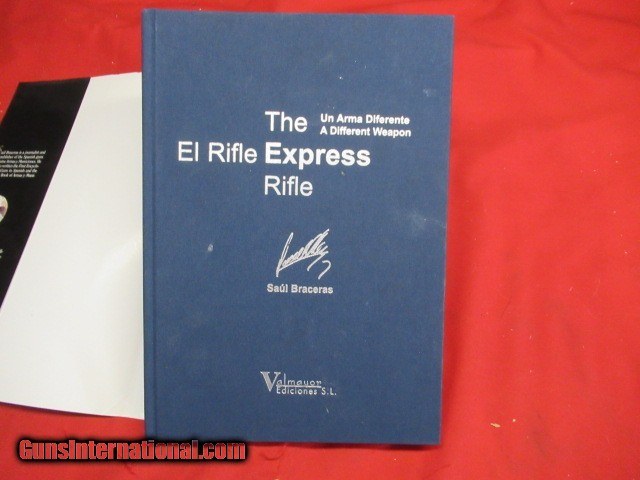 The
Un Arma Diferente
A Different Weapon
El Rifle Express
Rifle
Saúl Braceras
Valmayor
Ediciones S.L.
GunsInternational.com